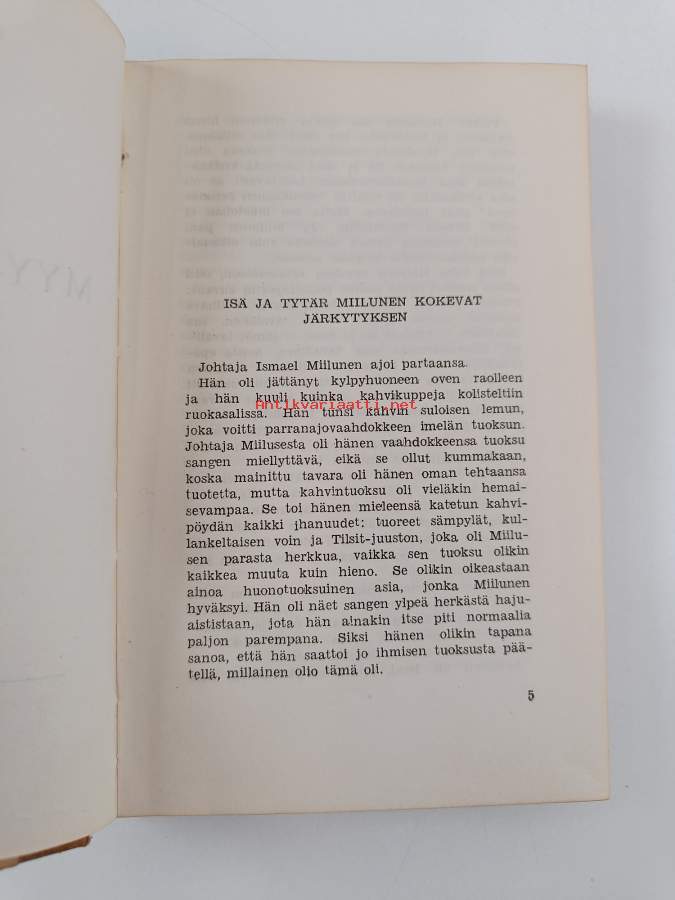 MYY
ISÄ JA TYTÄR MIILUNEN KOKEVAT
JÄRKYTYKSEN
Johtaja Ismael Miilunen ajoi partaansa.
Hän oli jättänyt kylpyhuoneen oven raolleen
ja hän kuuli kuinka kahvikuppeja kolisteltiin
Antikvariaatti.net
ruokasalissa. Hän tunsi kahvin suloisen lemun,
joka voitti parranajovaahdokkeen imelän tuoksun.
Johtaja Miilusesta oli hänen vaahdokkeensa tuoksu
sangen miellyttävä, eikä se ollut kummakaan,
koska mainittu tavara oli hänen oman tehtaansa
tuotetta, mutta kahvintuoksu oli vieläkin hemai-
sevampaa. Se toi hänen mieleensä katetun kahvi-
pöydän kaikki ihanuudet: tuoreet sämpylät, kul-
lankeltaisen voin ja Tilsit-juuston, joka oli Miilu-
sen parasta herkkua, vaikka sen tuoksu olikin
kaikkea muuta kuin hieno. Se olikin oikeastaan
ainoa huonotuoksuinen asia, jonka Miilunen
hyväksyi. Hän oli näet sangen ylpeä herkästä haju-
aististaan, jota hän ainakin itse piti normaalia
paljon parempana. Siksi hänen olikin tapana
sanoa, että hän saattoi jo ihmisen tuoksusta pää-
tellä, millainen olio tämä oli.
5